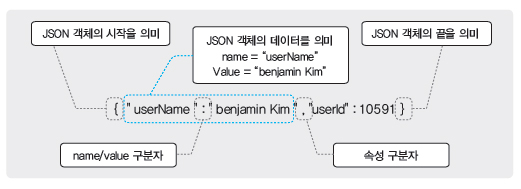 JSON 객체의 시작을 의미
JSON 객체의 데이터를 의미
name = “userName”
Value = “benjamin Kim”
JSON 객체의 끝을 의미
{ " userName " : " benjamin Kim " , "userId" : 10591 }
name/value 구분자
속성 구분자